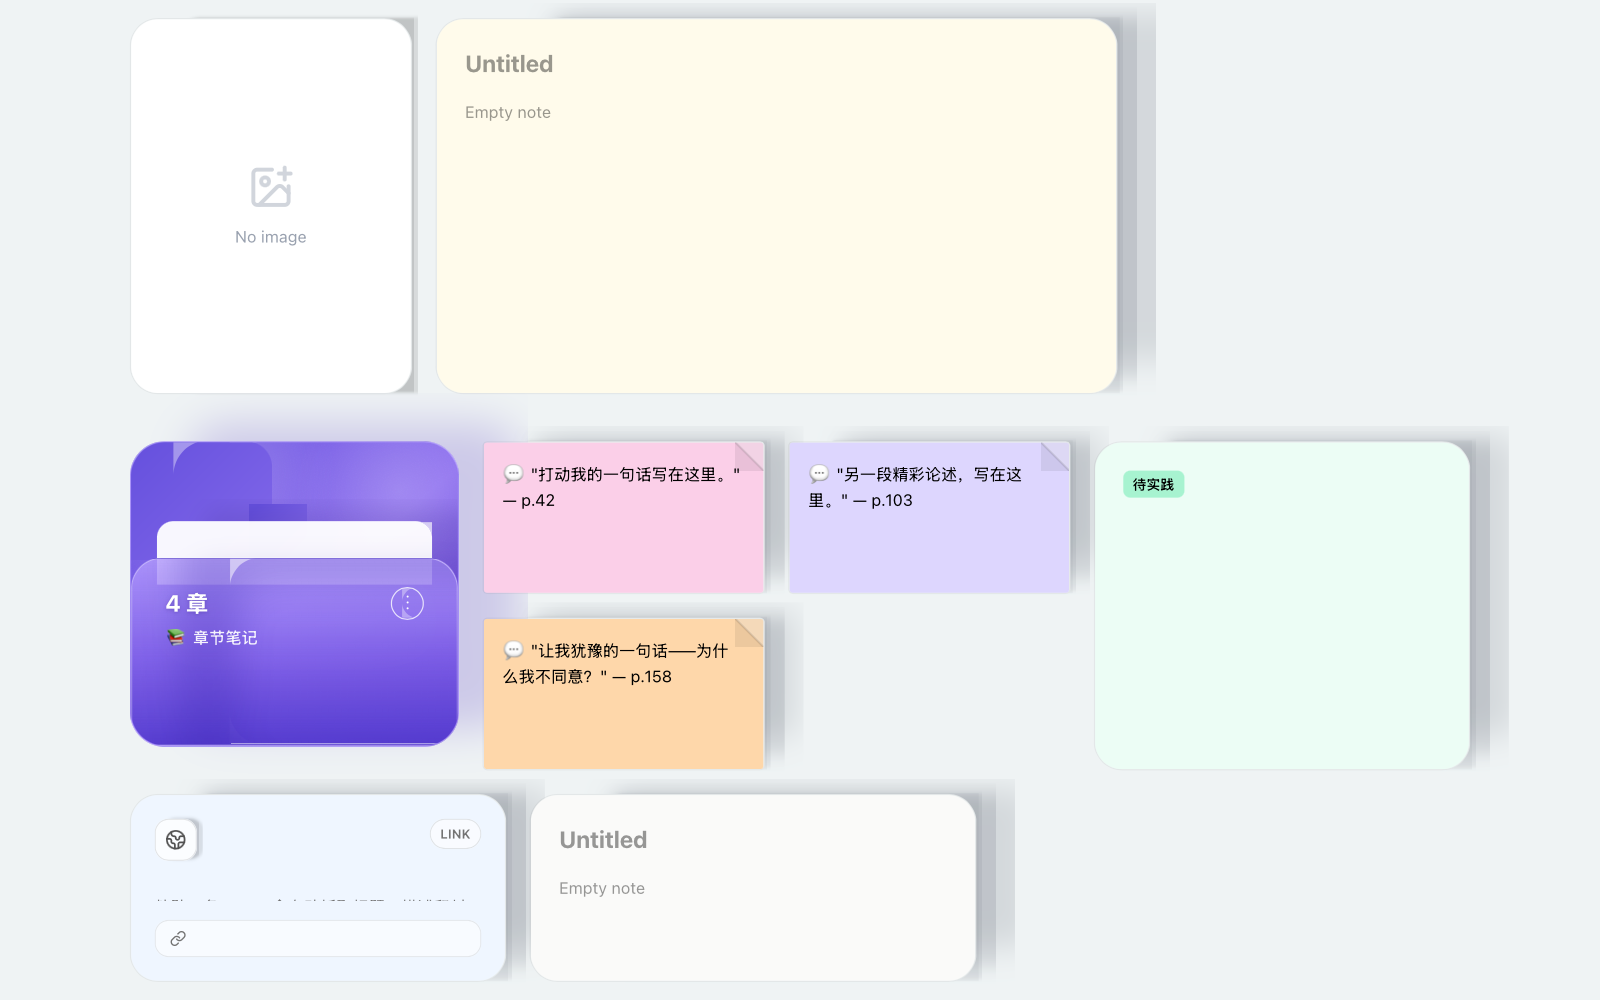 No image
Untitled
Empty note
4 章
📚 章节笔记
💬 "打动我的一句话写在这里。"
— p.42
💬 "另一段精彩论述，写在这
里。" — p.103
💬 "让我犹豫的一句话——为什
么我不同意？" — p.158
待实践
LINK
Untitled
Empty note